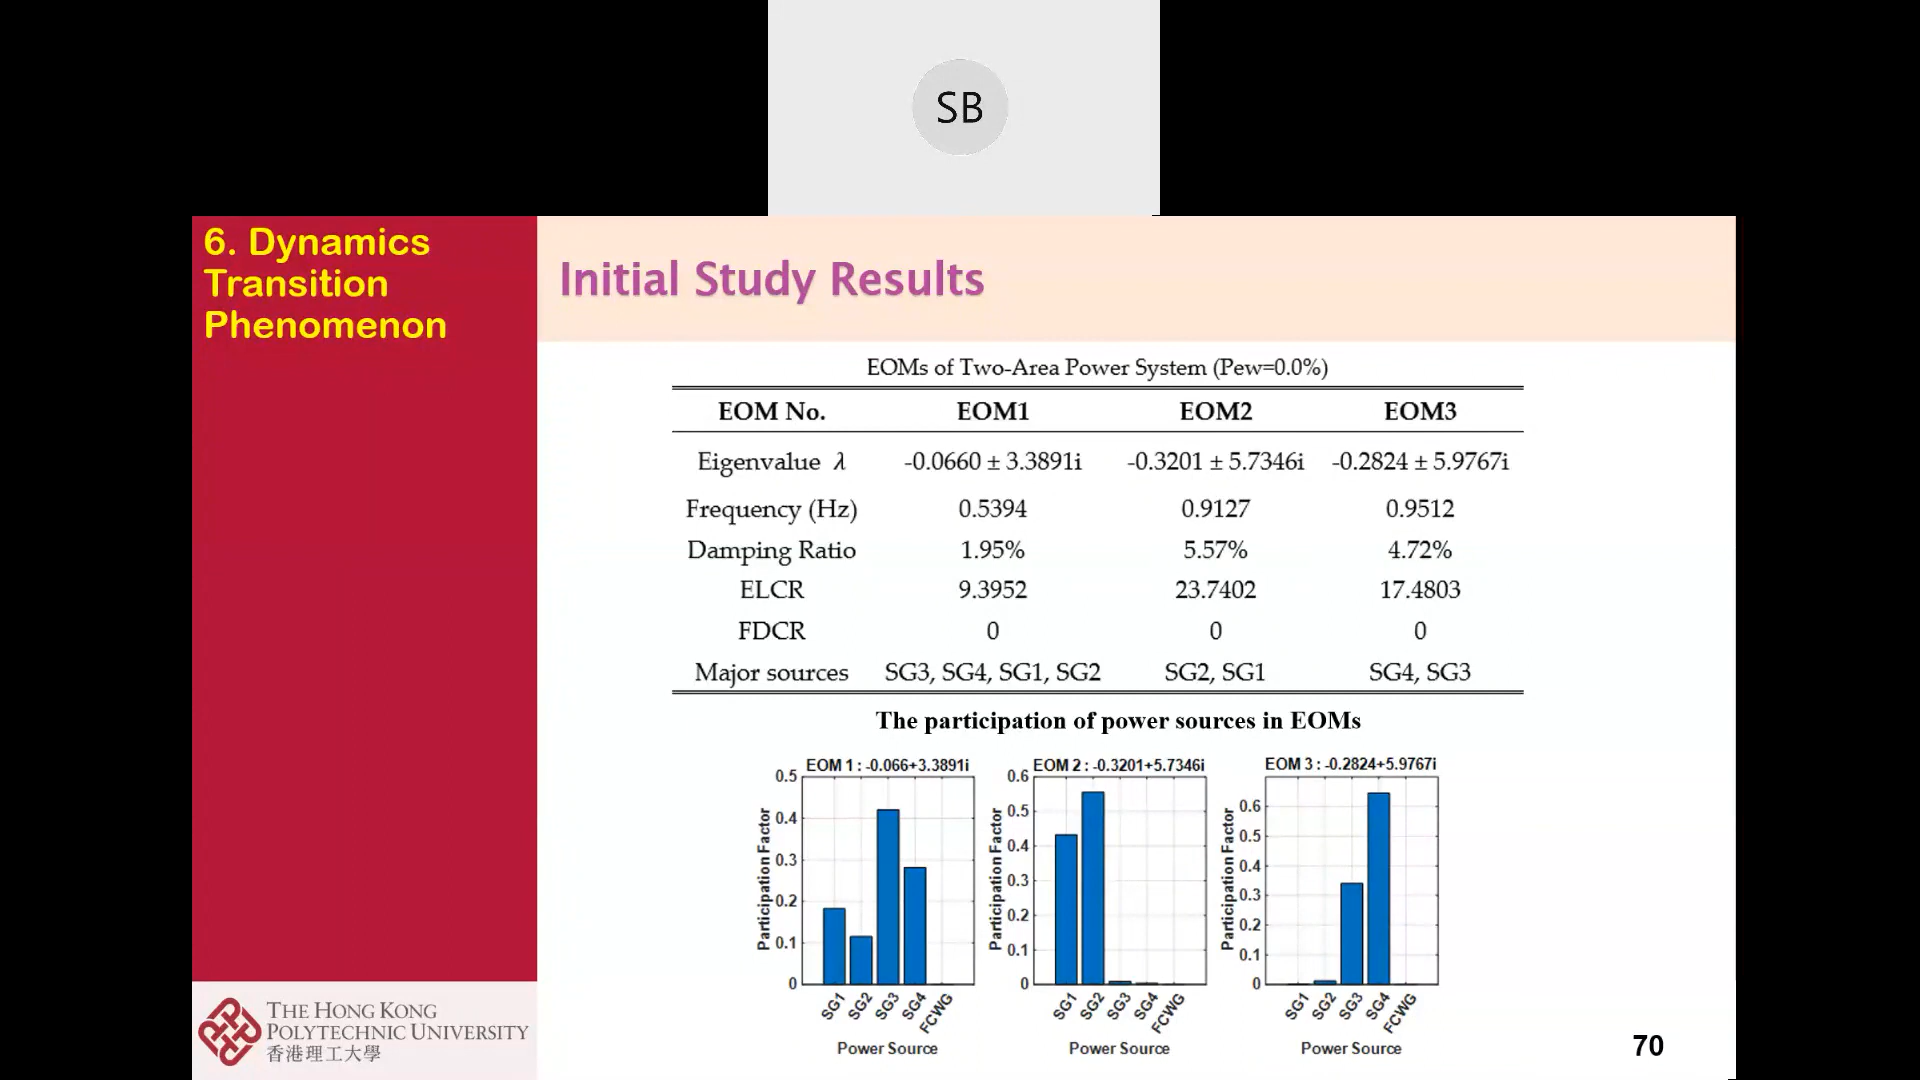 SB
6. Dynamics
Transition
Phenomenon
Initial Study Results
EOMs of Two-Area Power System (Pew=0.0%)
EOM No. EOM1 EOM2 EOM3
Eigenvalue λ -0.0660 ± 3.3891i -0.3201 ± 5.7346i -0.2824 ± 5.9767i
Frequency (Hz) 0.5394 0.9127 0.9512
Damping Ratio 1.95% 5.57% 4.72%
ELCR 9.3952 23.7402 17.4803
FDCR 0 0 0
Major sources SG3, SG4, SG1, SG2 SG2, SG1 SG4, SG3
The participation of power sources in EOMs
EOM 1 : -0.066+3.3891i
Participation Factor
0.5
0.4
0.3
0.2
0.1
0
SG1 SG2 SG3 SG4 FCWG
Power Source
EOM 2 : -0.3201+5.7346i
Participation Factor
0.6
0.5
0.4
0.3
0.2
0.1
0
SG1 SG2 SG3 SG4 FCWG
Power Source
EOM 3 : -0.2824+5.9767i
Participation Factor
0.6
0.5
0.4
0.3
0.2
0.1
0
SG1 SG2 SG3 SG4 FCWG
Power Source
THE HONG KONG
POLYTECHNIC UNIVERSITY
香港理工大學
70